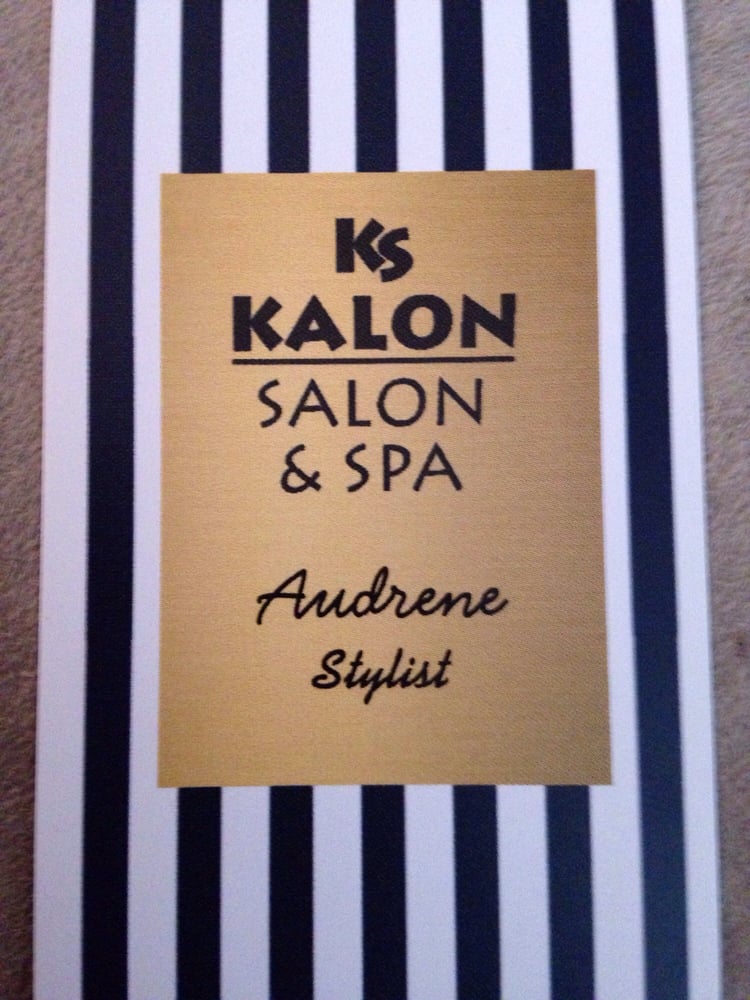 KS
KALON
SALON
& SPA
Audrene
Stylist